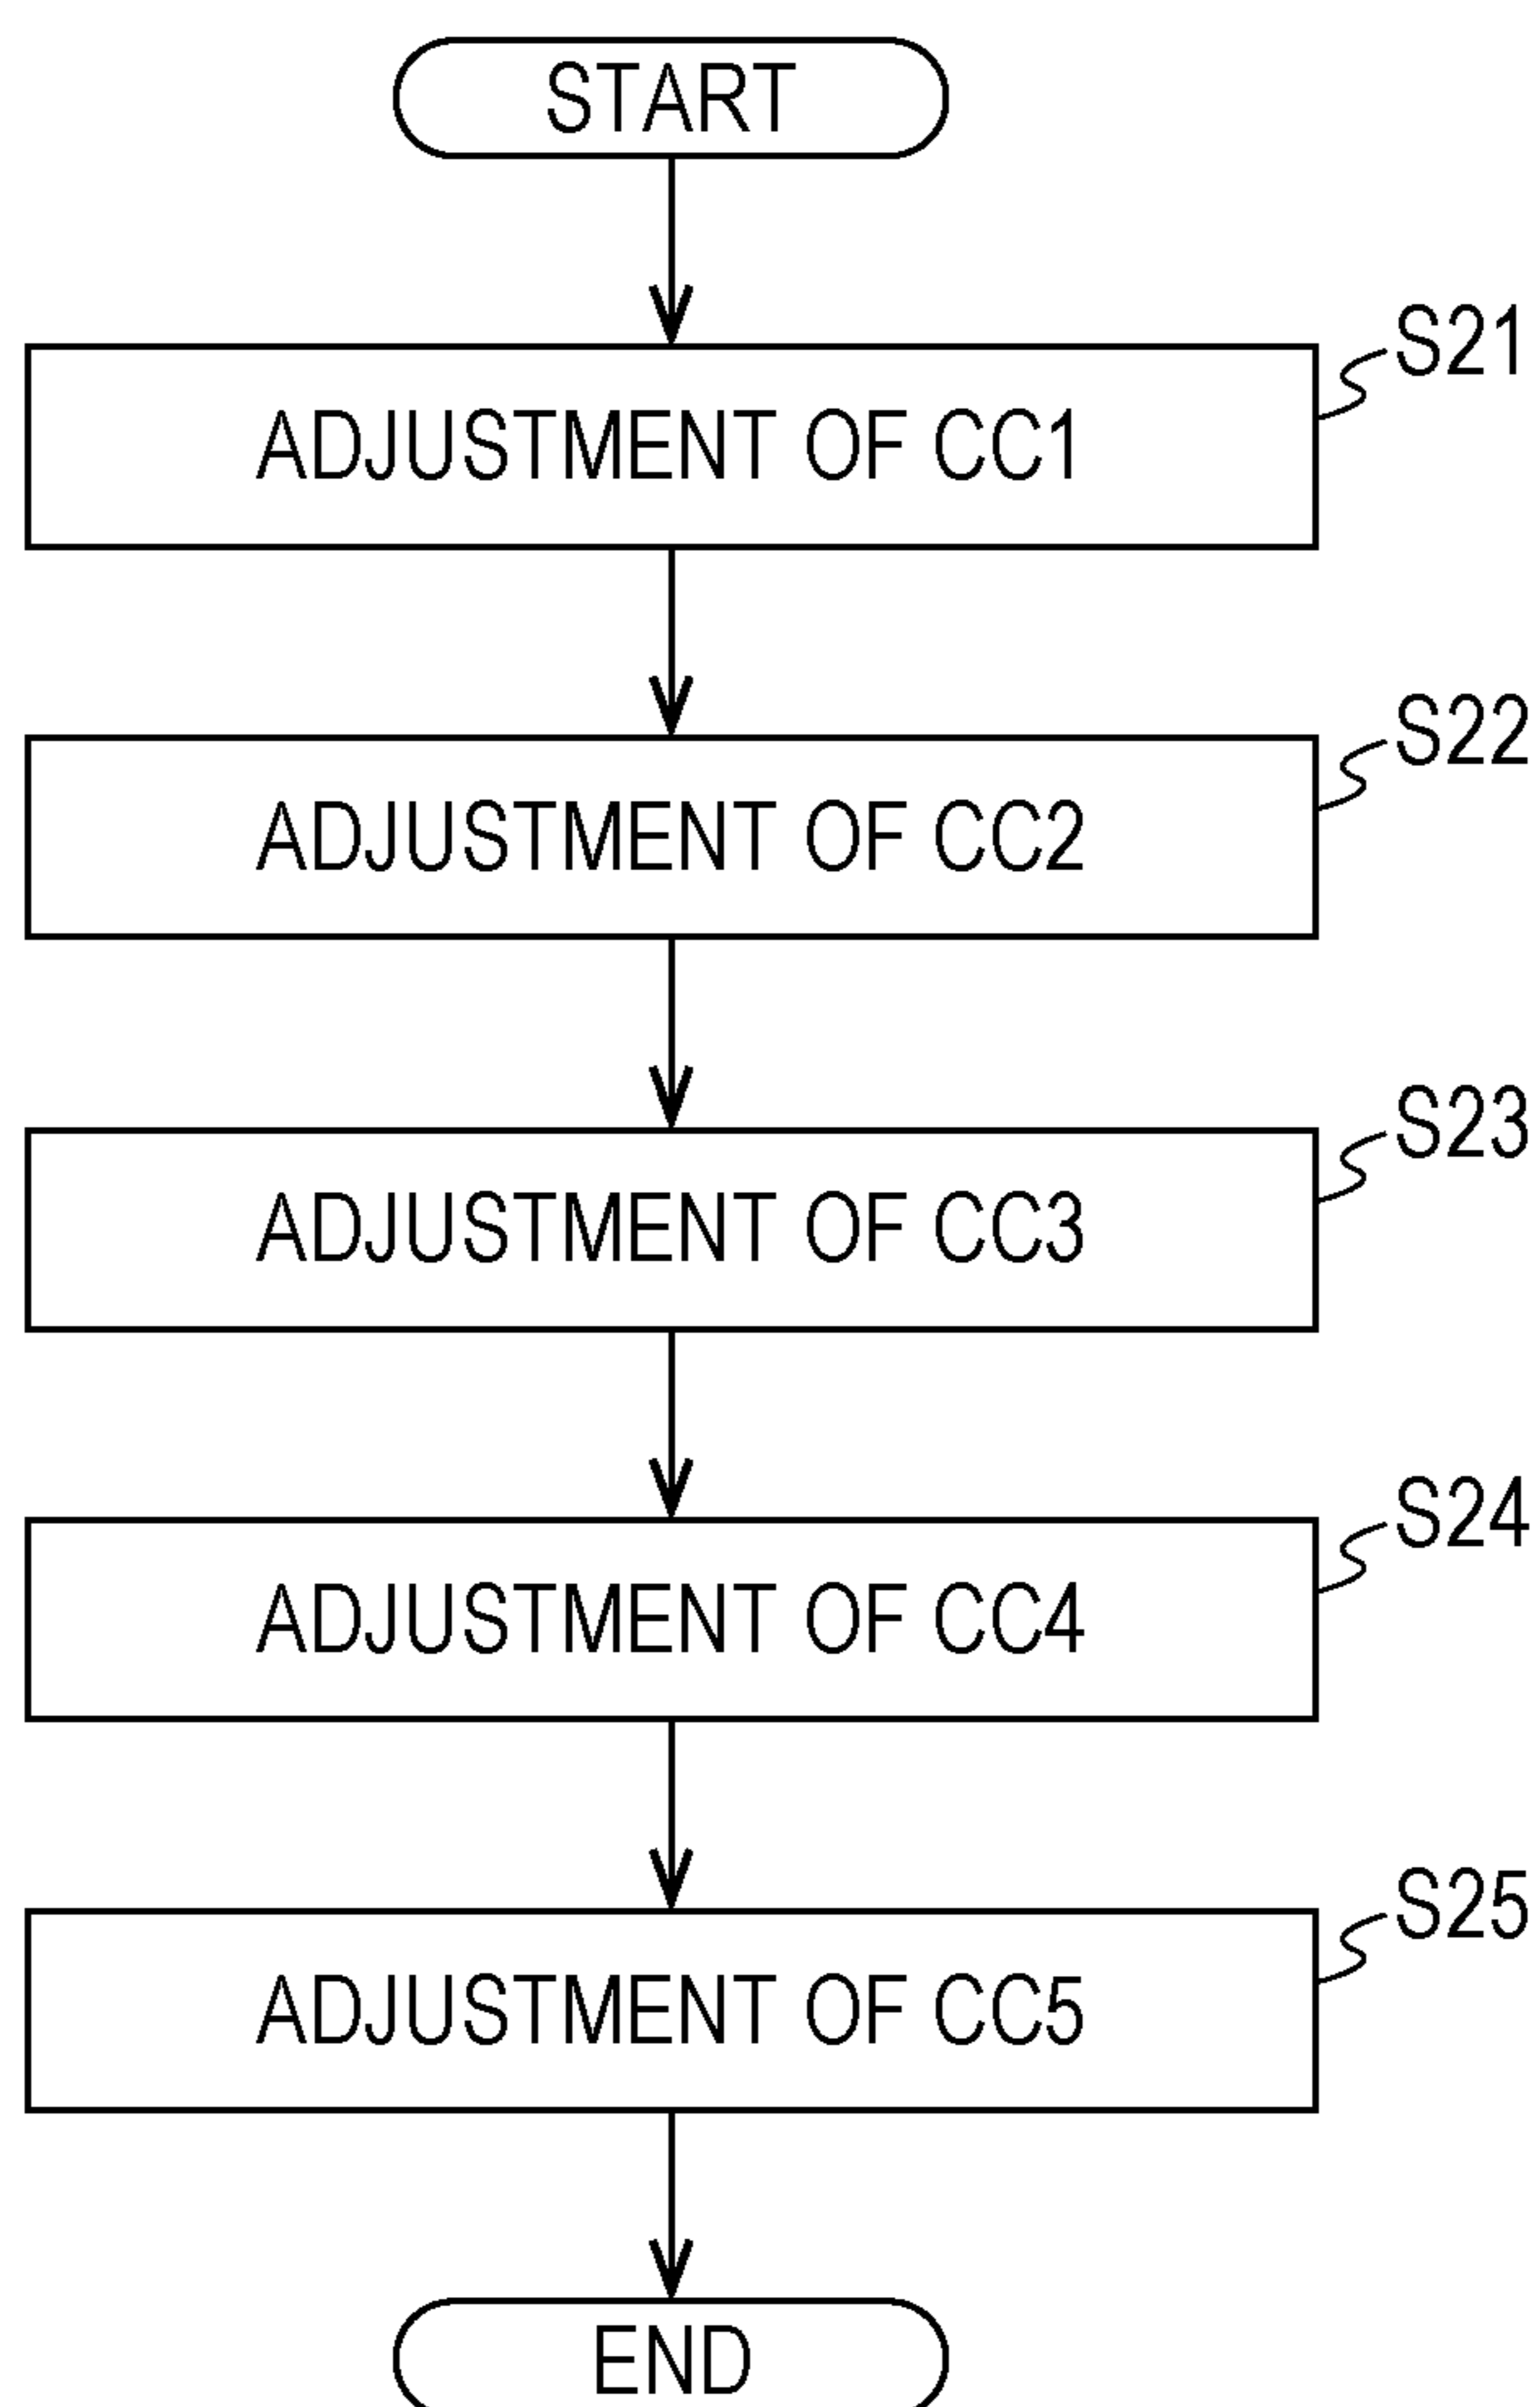 START
S21
ADJUSTMENT OF CC1
S22
ADJUSTMENT OF CC2
S23
ADJUSTMENT OF CC3
S24
ADJUSTMENT OF CC4
S25
ADJUSTMENT OF CC5
END